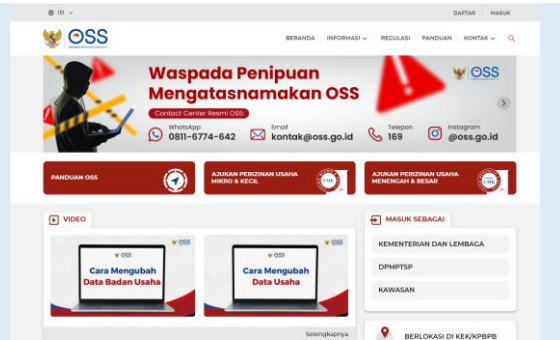 ID
DAFTAR
MASUK
OSS
BERANDA
INFORMASI
REGULASI
PANDUAN
KONTAK
Waspada Penipuan
Mengatasnamakan OSS
Contact Center Resmi OSS:
WhatsApp
0811-6774-642
Email
kontak@oss.go.id
Telepon
169
Instagram
@oss.go.id
OSS
PANDUAN OSS
AJUKAN PERIZINAN USAHA
MIKRO & KECIL
UMK
AJUKAN PERIZINAN USAHA
MENENGAH & BESAR
VIDEO
OSS
OSS
Cara Mengubah
Data Badan Usaha
OSS
OSS
Cara Mengubah
Data Usaha
Selengkapnya
MASUK SEBAGAI
KEMENTERIAN DAN LEMBAGA
DPMPTSP
KAWASAN
BERLOKASI DI KEK/KPBPB